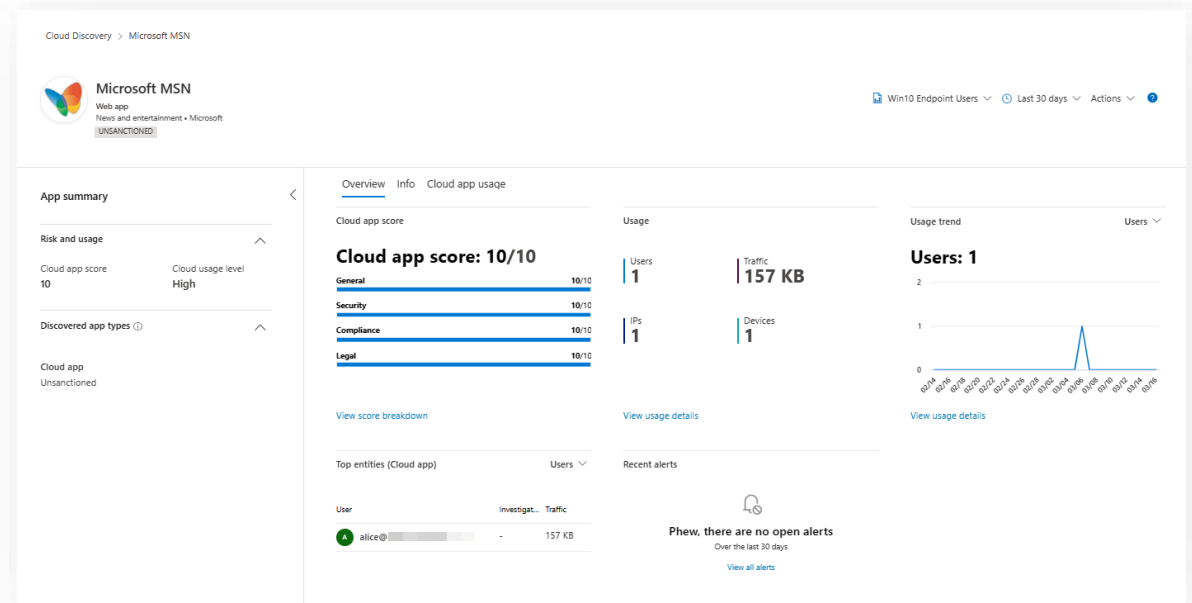 Cloud Discovery > Microsoft MSN
Microsoft MSN
Web app
News and entertainment • Microsoft
UNSANCTIONED
Win10 Endpoint Users
Last 30 days
Actions
?
App summary
Risk and usage
Cloud app score
10
Cloud usage level
High
Discovered app types
Cloud app
Unsanctioned
Overview
Info
Cloud app usage
Cloud app score
Cloud app score: 10/10
General 10/10
Security 10/10
Compliance 10/10
Legal 10/10
View score breakdown
Usage
Users
1
Traffic
157 KB
IPs
1
Devices
1
View usage details
Usage trend
Users
Users: 1
2
1
0
02/14 02/16 02/18 02/20 02/22 02/24 02/26 02/28 03/02 03/04 03/06 03/08 03/10 03/12 03/14 03/16
View usage details
Top entities (Cloud app)
Users
User Investigat... Traffic
A alice@ - 157 KB
Recent alerts
Phew, there are no open alerts
Over the last 30 days
View all alerts